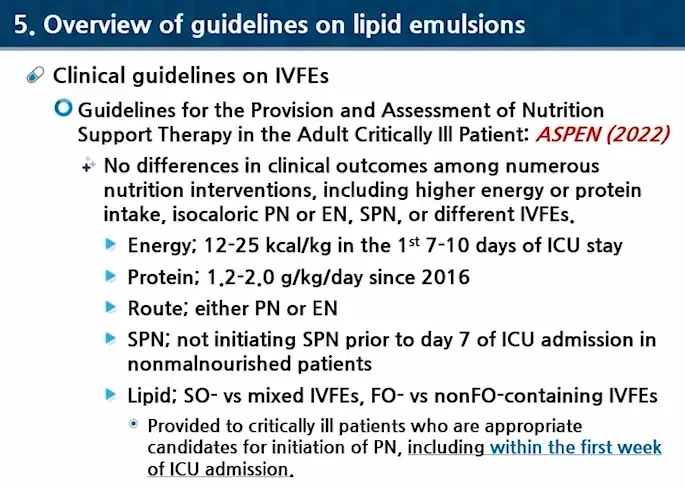 5. Overview of guidelines on lipid emulsions
Clinical guidelines on IVFEs
Guidelines for the Provision and Assessment of Nutrition
Support Therapy in the Adult Critically Ill Patient: ASPEN (2022)
No differences in clinical outcomes among numerous
nutrition interventions, including higher energy or protein
intake, isocaloric PN or EN, SPN, or different IVFEs.
Energy; 12-25 kcal/kg in the 1st 7-10 days of ICU stay
Protein; 1.2-2.0 g/kg/day since 2016
Route; either PN or EN
SPN; not initiating SPN prior to day 7 of ICU admission in
nonmalnourished patients
Lipid; SO- vs mixed IVFEs, FO- vs nonFO-containing IVFEs
Provided to critically ill patients who are appropriate
candidates for initiation of PN, including within the first week
of ICU admission.